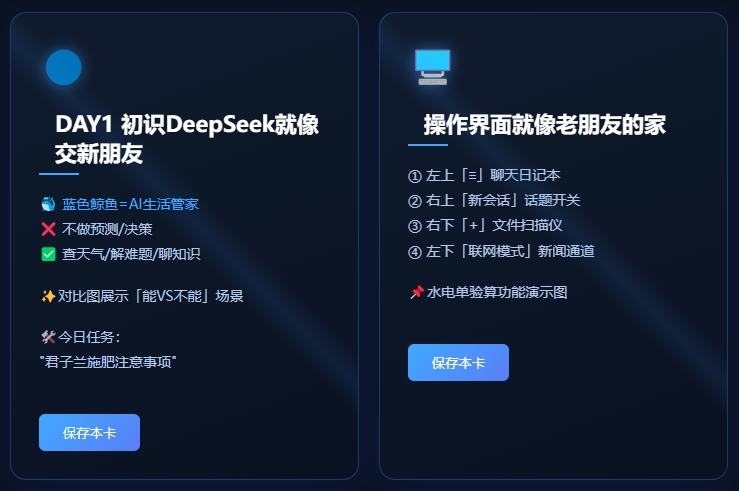 DAY1 初识DeepSeek就像
交新朋友
🐳 蓝色鲸鱼=AI生活管家
❌ 不做预测/决策
✅ 查天气/解难题/聊知识
✨对比图展示「能VS不能」场景
🛠️今日任务：
"君子兰施肥注意事项"
保存本卡
操作界面就像老朋友的家
① 左上「≡」聊天日记本
② 右上「新会话」话题开关
③ 右下「+」文件扫描仪
④ 左下「联网模式」新闻通道
📌水电单验算功能演示图
保存本卡